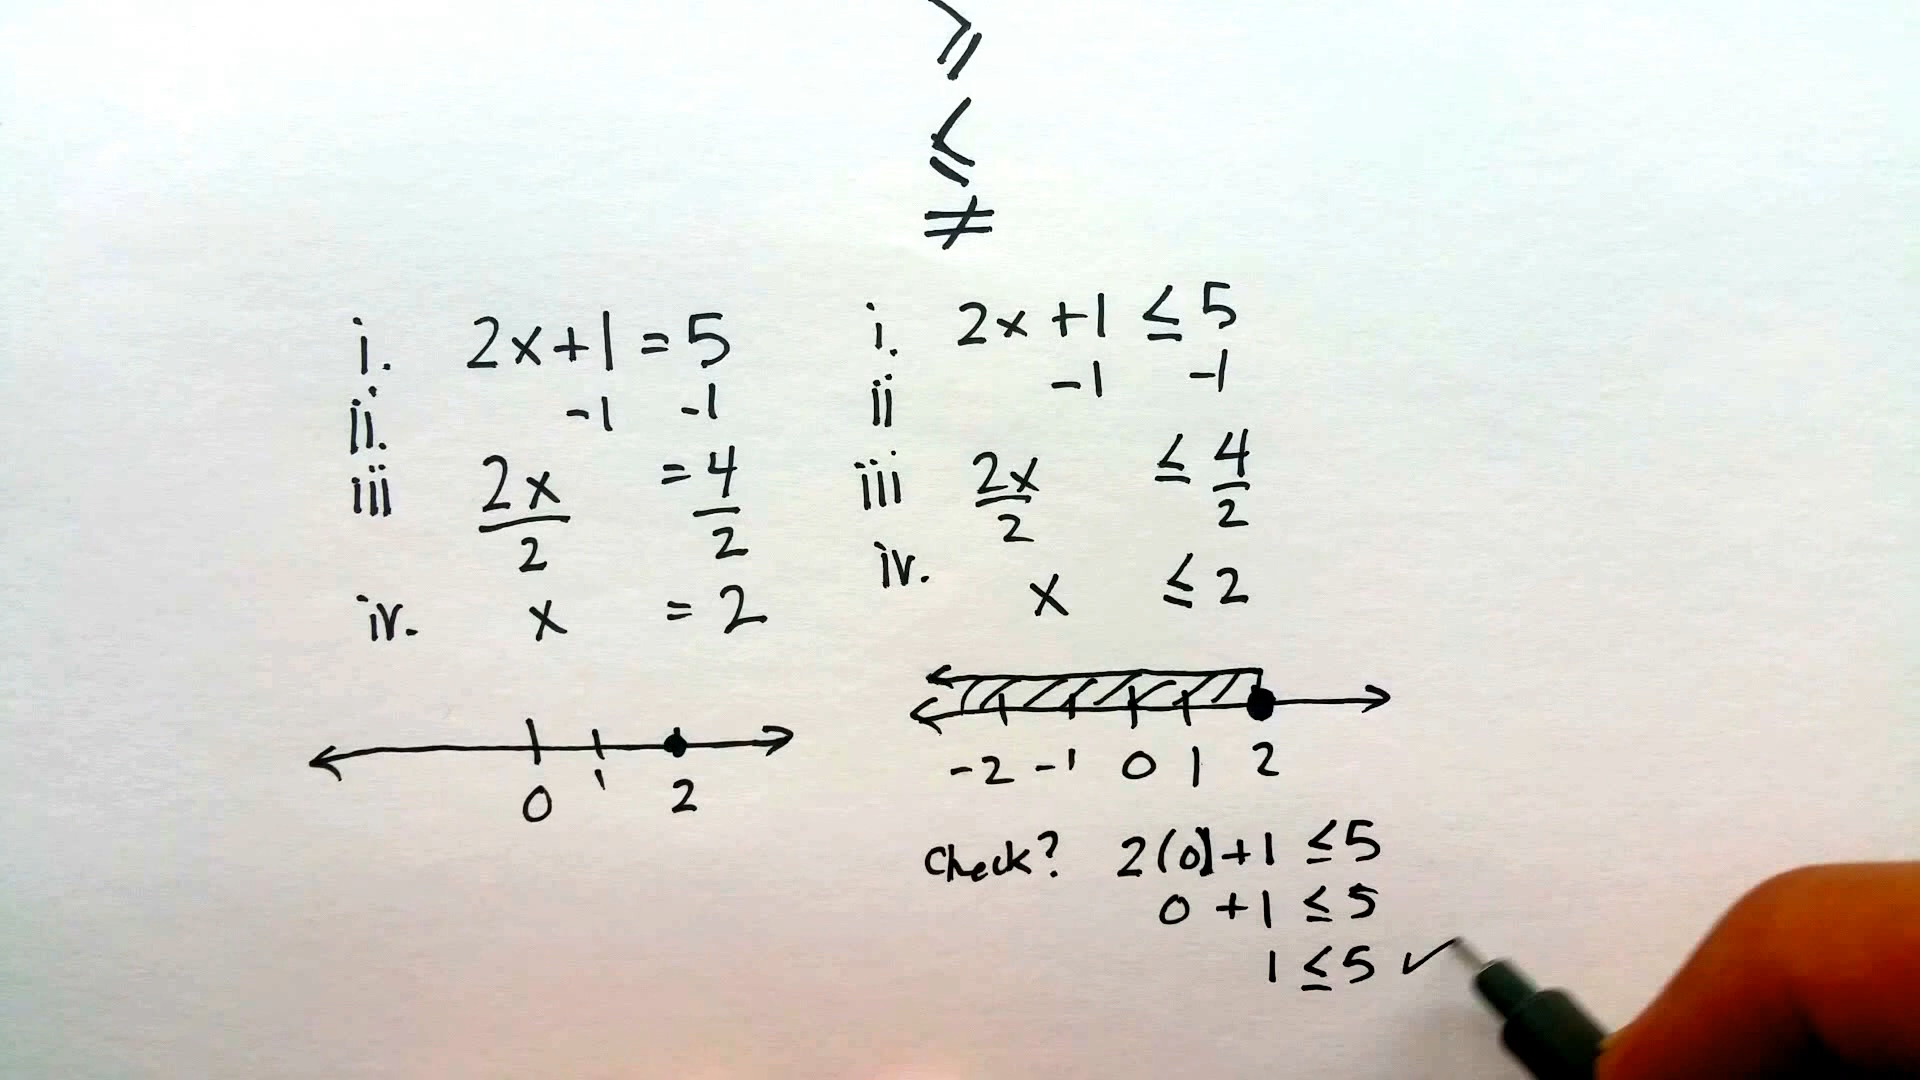 ≥
≤
≠
i. 2x+1 = 5
ii. -1 -1
iii 2x/2 = 4/2
iv. x = 2
0 1 2
i. 2x +1 ≤ 5
ii -1 -1
iii 2x/2 ≤ 4/2
iv. x ≤ 2
-2 -1 0 1 2
Check? 2(0)+1 ≤5
0 +1 ≤ 5
1 ≤ 5 ✓